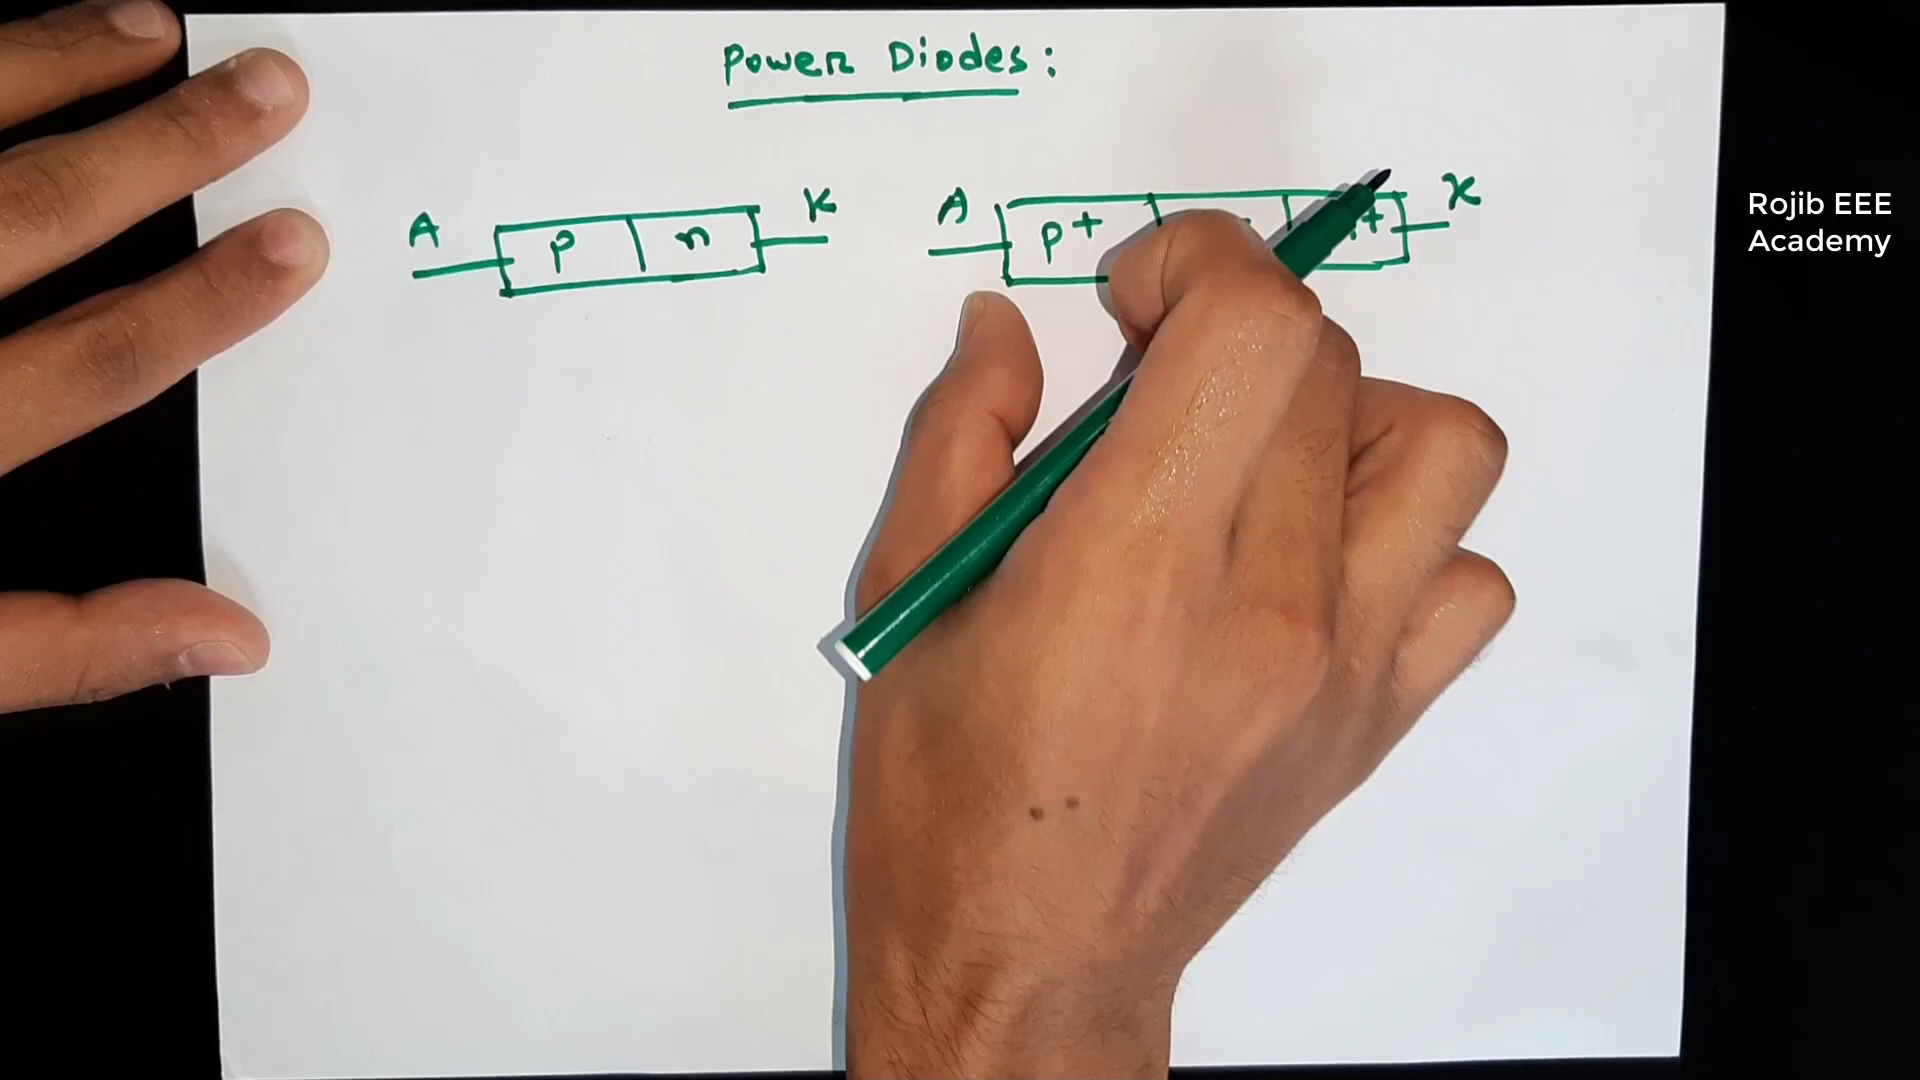 Power Diodes:
A p n K
A p+ + K
Rojib EEE
Academy